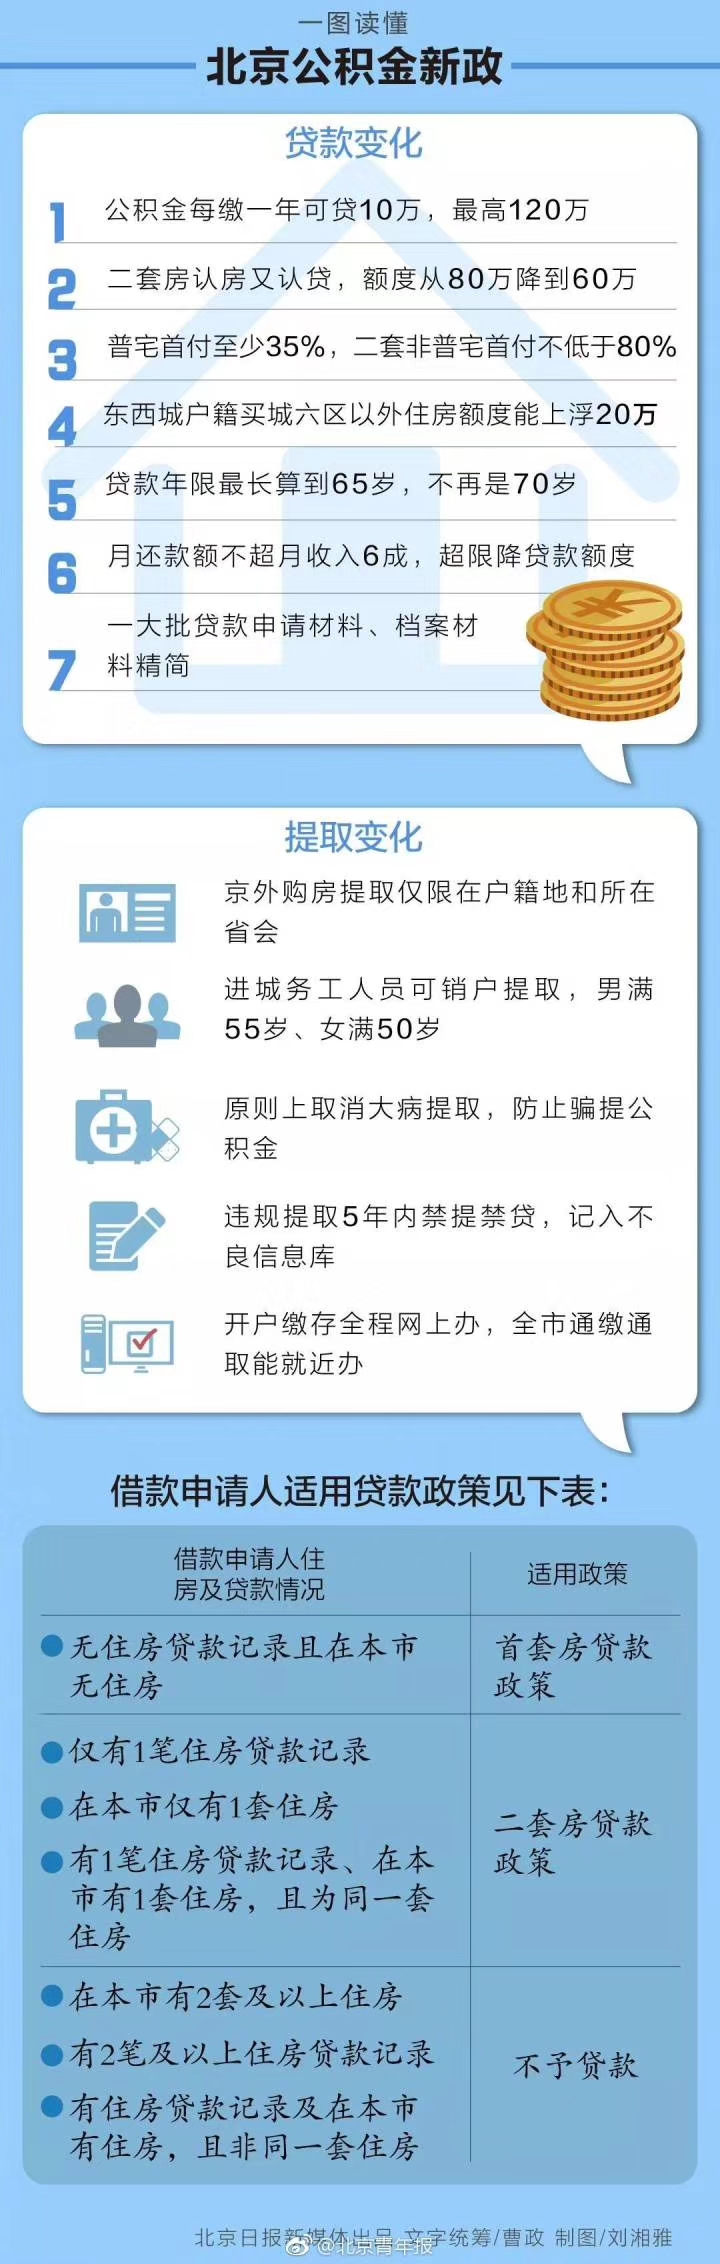 一图读懂
北京公积金新政
贷款变化
1 公积金每缴一年可贷10万，最高120万
2 二套房认房又认贷，额度从80万降到60万
3 普宅首付至少35%，二套非普宅首付不低于80%
4 东西城户籍买城六区以外住房额度能上浮20万
5 贷款年限最长算到65岁，不再是70岁
6 月还款额不超月收入6成，超限降贷款额度
7 一大批贷款申请材料、档案材
料精简
提取变化
京外购房提取仅限在户籍地和所在
省会
进城务工人员可销户提取，男满
55岁、女满50岁
原则上取消大病提取，防止骗提公
积金
违规提取5年内禁提禁贷，记入不
良信息库
开户缴存全程网上办，全市通缴通
取能就近办
借款申请人适用贷款政策见下表：
借款申请人住
房及贷款情况
适用政策
无住房贷款记录且在本市
无住房
首套房贷款
政策
仅有1笔住房贷款记录
在本市仅有1套住房
有1笔住房贷款记录、在本
市有1套住房，且为同一套
住房
二套房贷款
政策
在本市有2套及以上住房
有2笔及以上住房贷款记录
有住房贷款记录及在本市
有住房，且非同一套住房
不予贷款
北京日报新媒体出品 文字统筹/曹政 制图/刘湘雅
@北京青年报